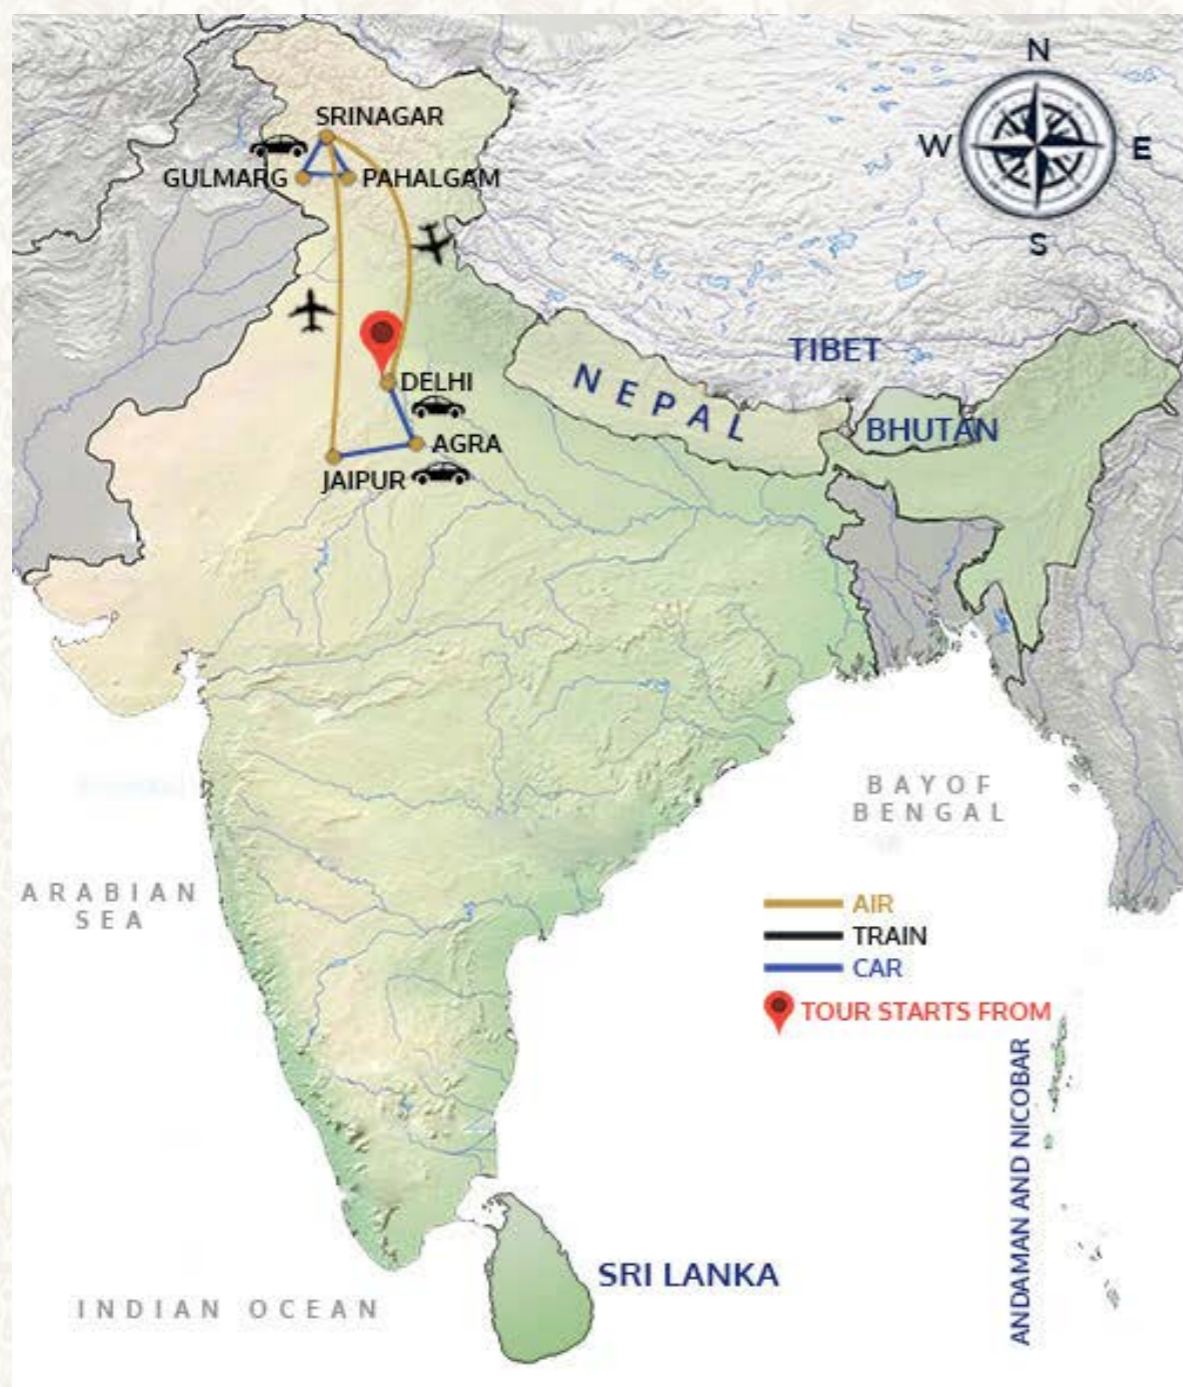 N
W
E
S
SRINAGAR
GULMARG
PAHALGAM
DELHI
AGRA
JAIPUR
TIBET
NEPAL
BHUTAN
BAY OF
BENGAL
ARABIAN
SEA
AIR
TRAIN
CAR
TOUR STARTS FROM
ANDAMAN AND NICOBAR
SRI LANKA
INDIAN OCEAN